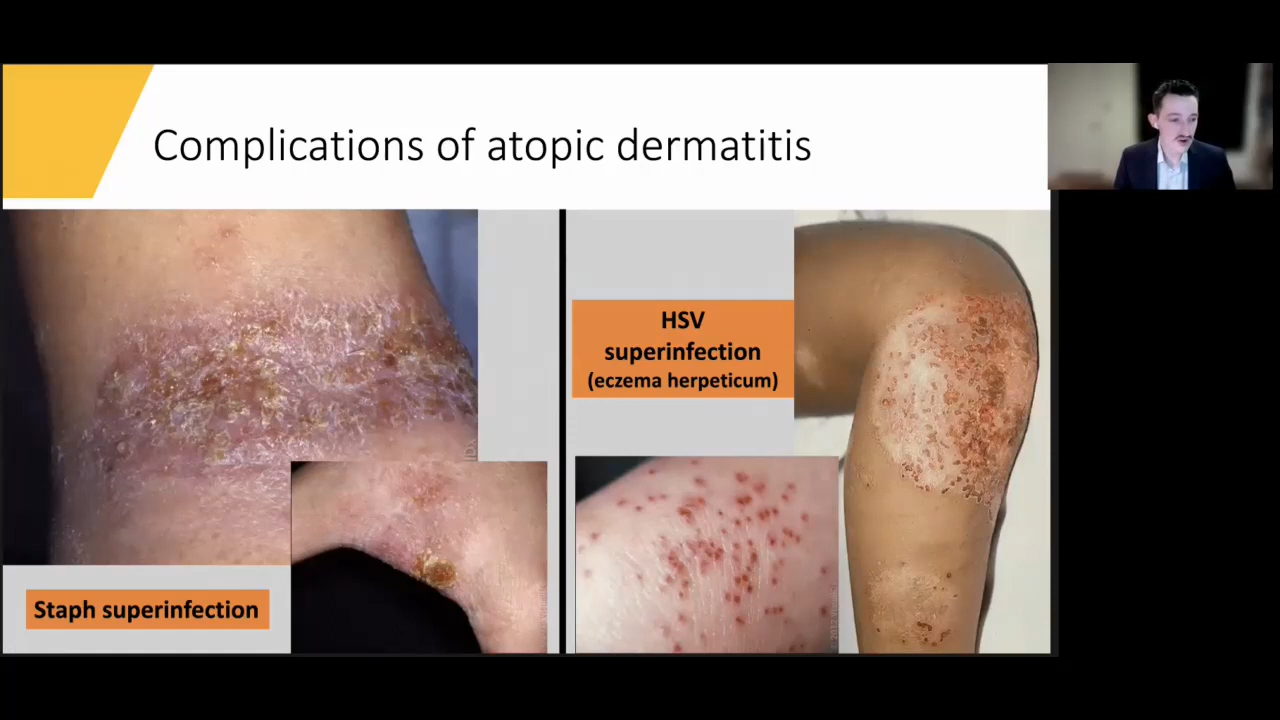 Complications of atopic dermatitis
Staph superinfection
HSV
superinfection
(eczema herpeticum)